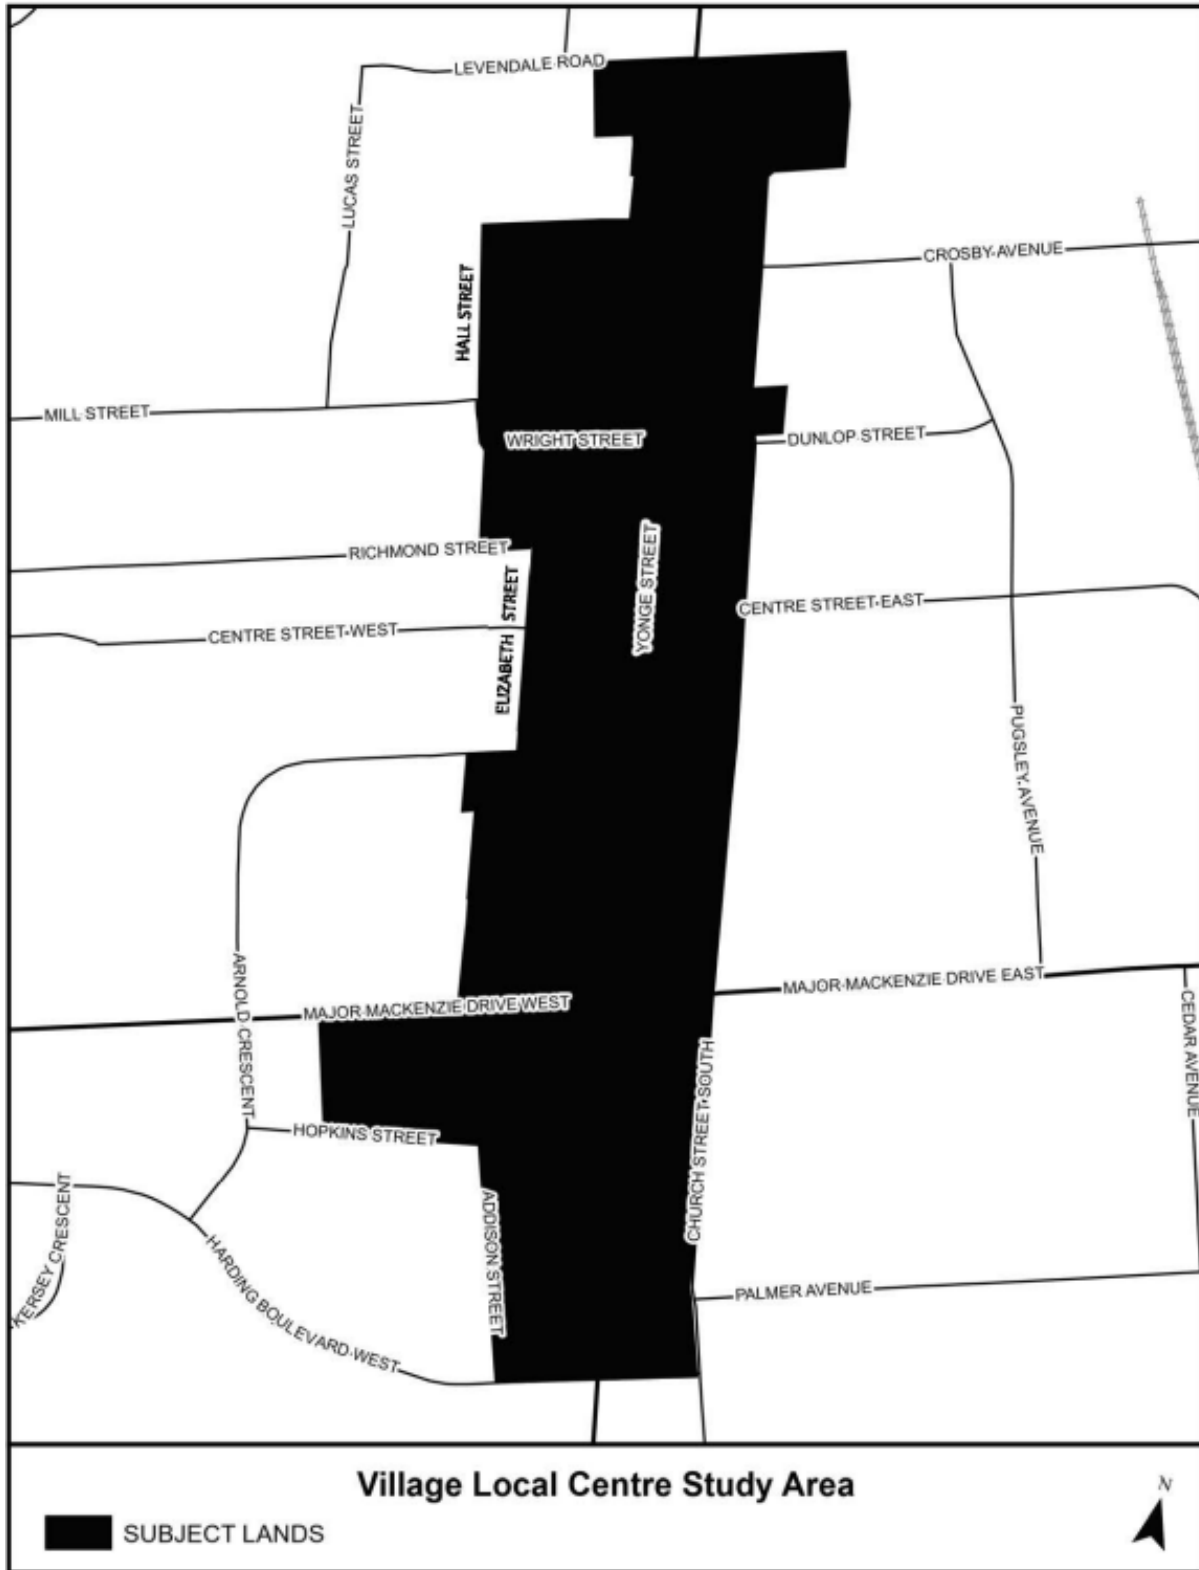 LEVENDALE ROAD
LUCAS STREET
CROSBY AVENUE
HALL STREET
MILL STREET
WRIGHT STREET
DUNLOP STREET
RICHMOND STREET
YONGE STREET
ELIZABETH STREET
CENTRE STREET EAST
CENTRE STREET WEST
PUGSLEY AVENUE
ARNOLD CRESCENT
MAJOR MACKENZIE DRIVE WEST
MAJOR MACKENZIE DRIVE EAST
CEDAR AVENUE
CHURCH STREET SOUTH
HOPKINS STREET
KERSEY CRESCENT
ADDISON STREET
HARDING BOULEVARD WEST
PALMER AVENUE
Village Local Centre Study Area
N
SUBJECT LANDS